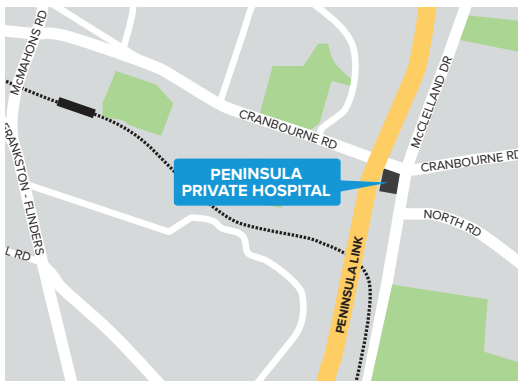 McMAHONS RD
McCLELLAND DR
CRANBOURNE RD
CRANBOURNE RD
PENINSULA
PRIVATE HOSPITAL
FRANKSTON - FLINDERS
NORTH RD
L RD
PENINSULA LINK